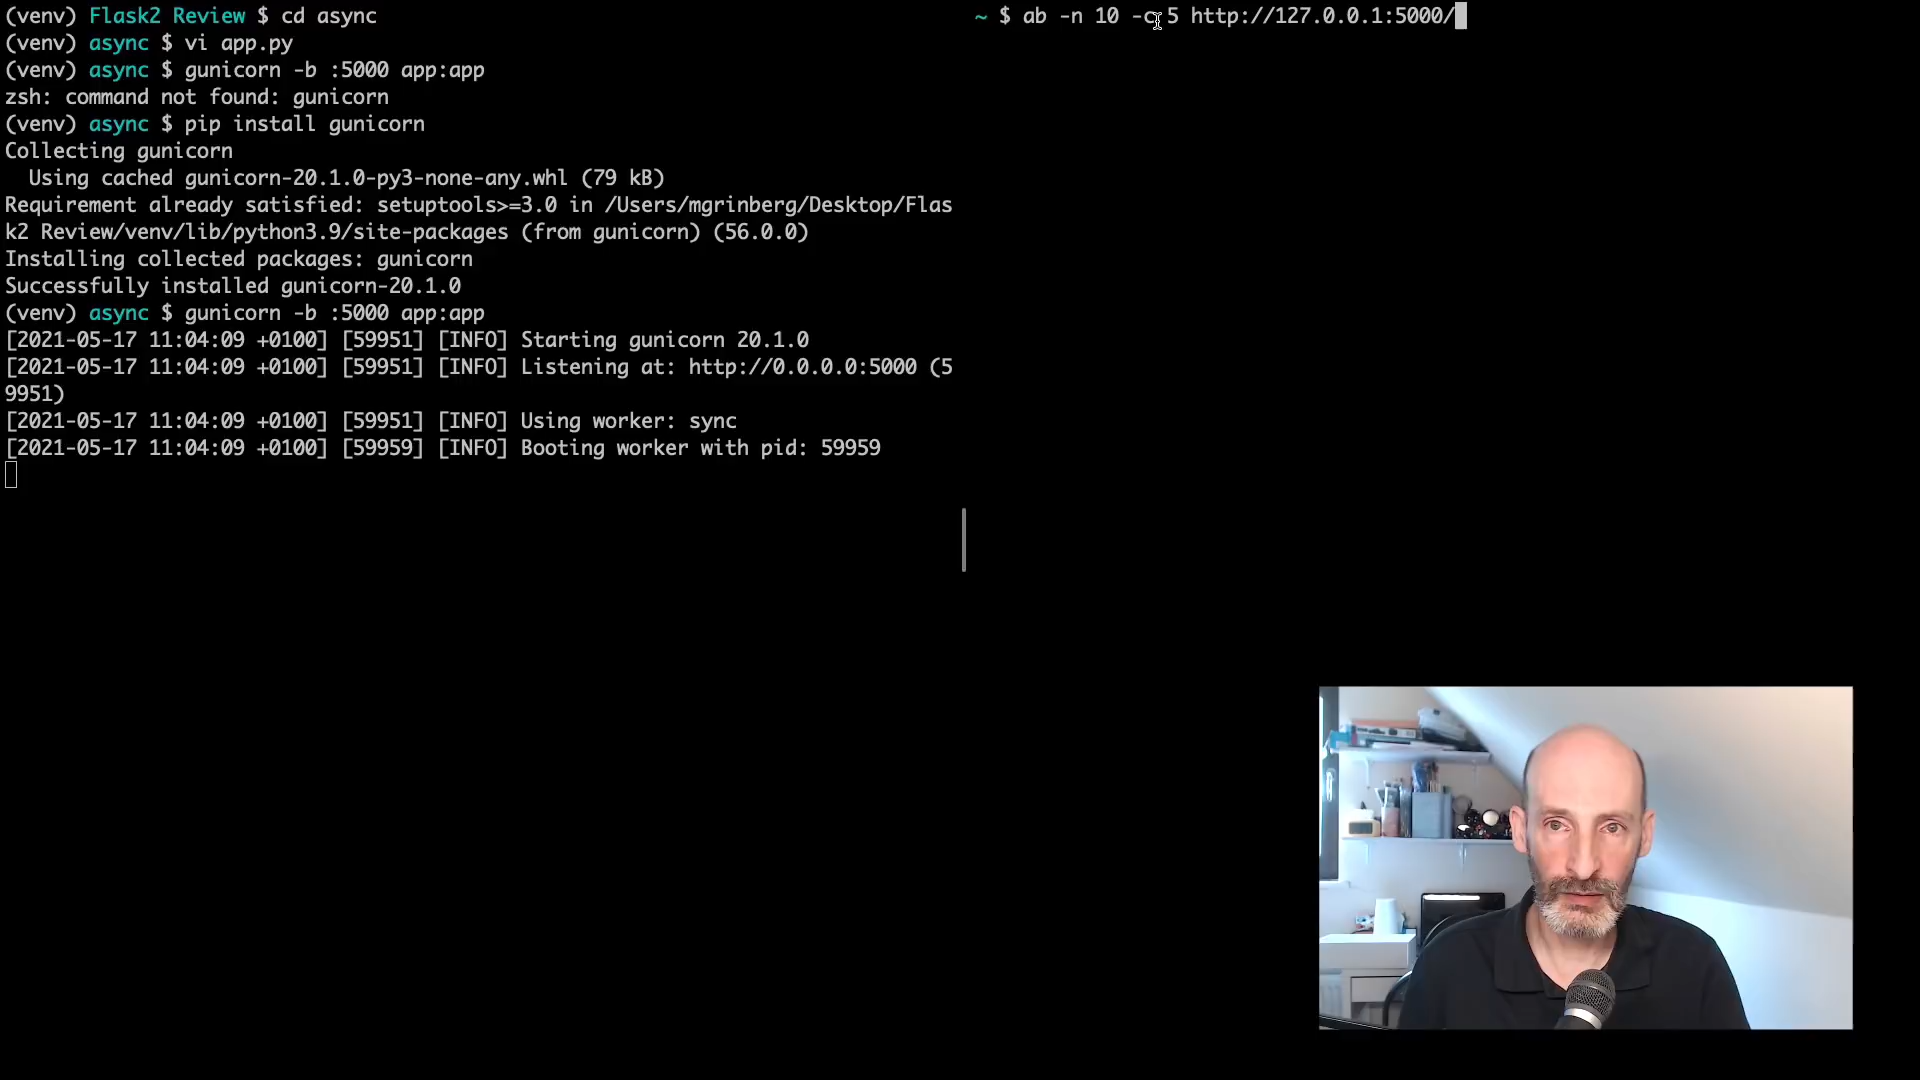 (venv) Flask2 Review $ cd async
(venv) async $ vi app.py
(venv) async $ gunicorn -b :5000 app:app
zsh: command not found: gunicorn
(venv) async $ pip install gunicorn
Collecting gunicorn
  Using cached gunicorn-20.1.0-py3-none-any.whl (79 kB)
Requirement already satisfied: setuptools>=3.0 in /Users/mgrinberg/Desktop/Flas
k2 Review/venv/lib/python3.9/site-packages (from gunicorn) (56.0.0)
Installing collected packages: gunicorn
Successfully installed gunicorn-20.1.0
(venv) async $ gunicorn -b :5000 app:app
[2021-05-17 11:04:09 +0100] [59951] [INFO] Starting gunicorn 20.1.0
[2021-05-17 11:04:09 +0100] [59951] [INFO] Listening at: http://0.0.0.0:5000 (5
9951)
[2021-05-17 11:04:09 +0100] [59951] [INFO] Using worker: sync
[2021-05-17 11:04:09 +0100] [59959] [INFO] Booting worker with pid: 59959
~ $ ab -n 10 -c 5 http://127.0.0.1:5000/